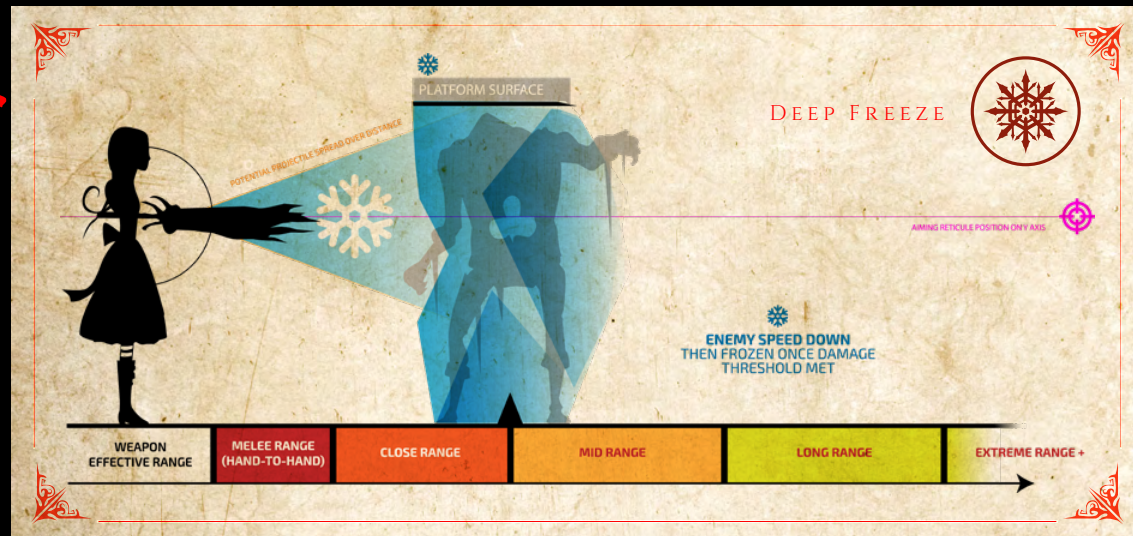 PLATFORM SURFACE
DEEP FREEZE
POTENTIAL PROJECTILE SPREAD OVER DISTANCE
AIMING RETICULE POSITION ON Y AXIS
ENEMY SPEED DOWN
THEN FROZEN ONCE DAMAGE
THRESHOLD MET
WEAPON
EFFECTIVE RANGE
MELEE RANGE
(HAND-TO-HAND)
CLOSE RANGE
MID RANGE
LONG RANGE
EXTREME RANGE +